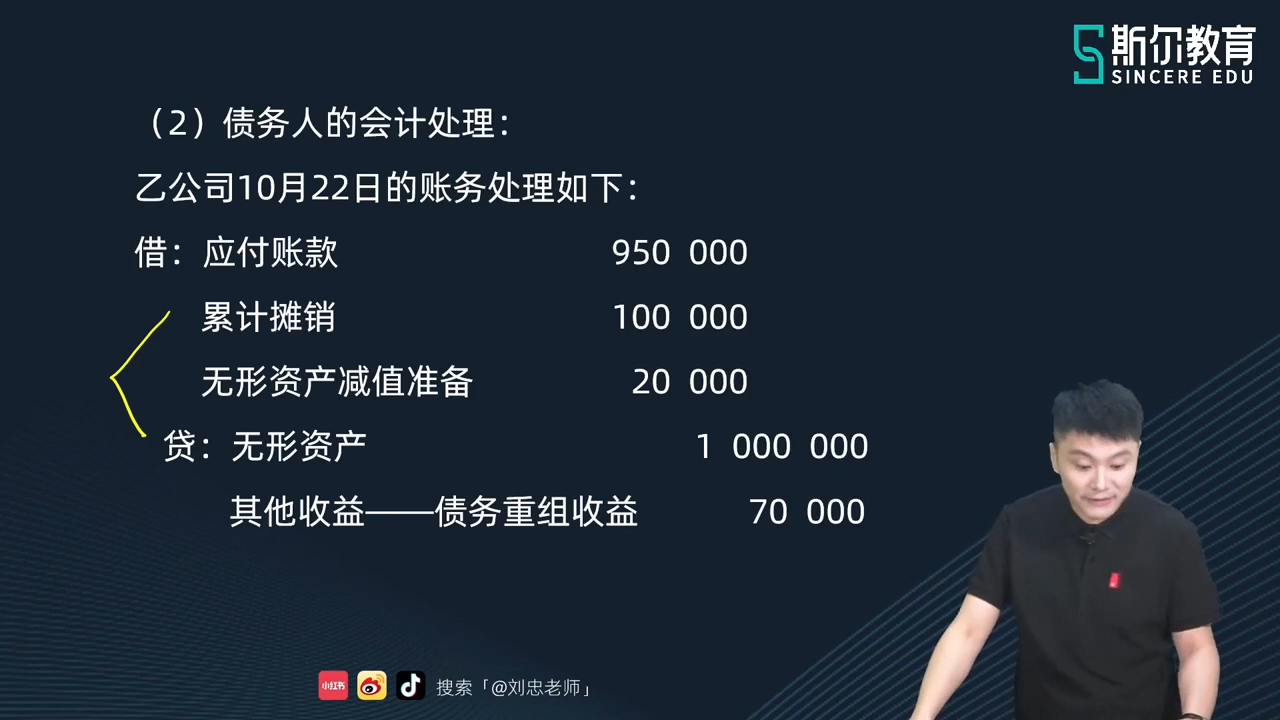 斯尔教育
SINCERE EDU
（2）债务人的会计处理：
乙公司10月22日的账务处理如下：
借：应付账款 950 000
累计摊销 100 000
无形资产减值准备 20 000
贷：无形资产 1 000 000
其他收益——债务重组收益 70 000
小红书 搜索「@刘忠老师」